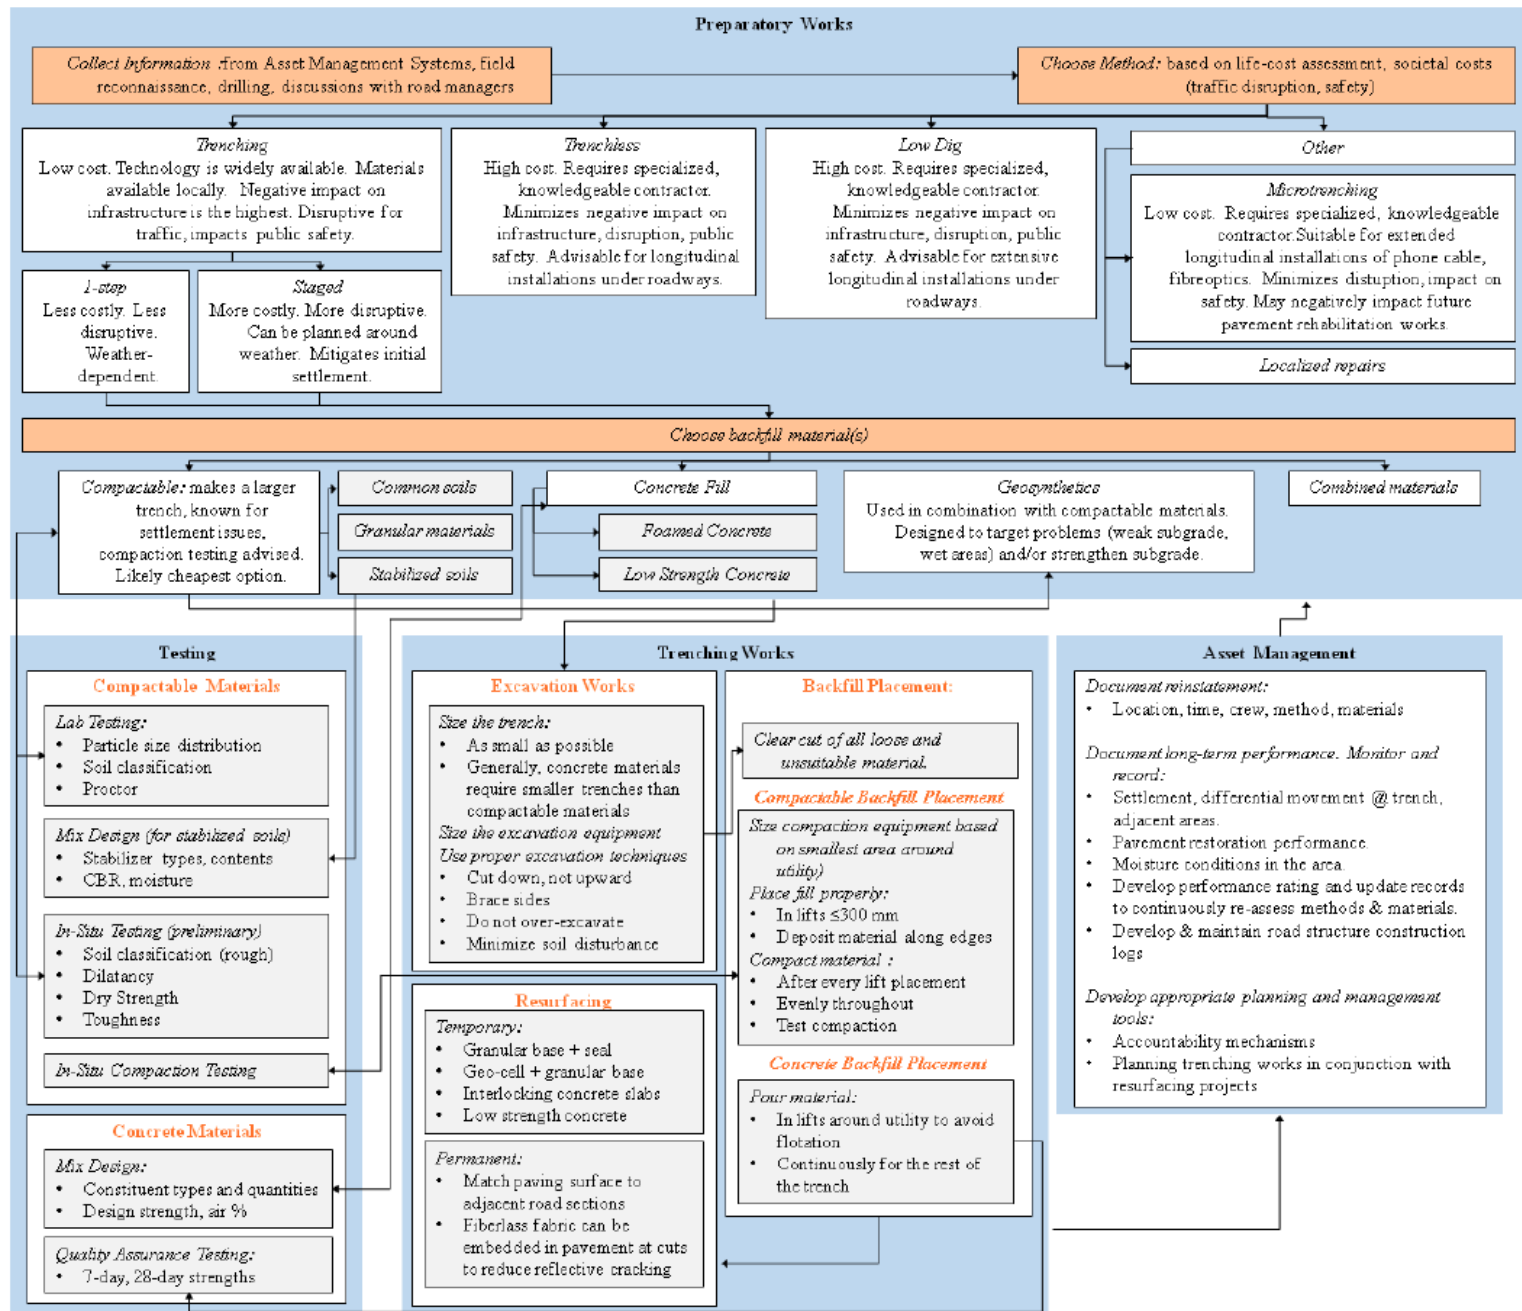 Preparatory Works
Collect Information :from Asset Management Systems, field
reconnaissance, drilling, discussions with road managers
Choose Method: based on life-cost assessment, societal costs
(traffic disruption, safety)
Trenching
Low cost. Technology is widely available. Materials
available locally. Negative impact on
infrastructure is the highest. Disruptive for
traffic, impacts public safety.
Trenchless
High cost. Requires specialized,
knowledgeable contractor.
Minimizes negative impact on
infrastructure, disruption, public
safety. Advisable for longitudinal
installations under roadways.
Low Dig
High cost. Requires specialized,
knowledgeable contractor.
Minimizes negative impact on
infrastructure, disruption, public
safety. Advisable for extensive
longitudinal installations under
roadways.
Other
Microtrenching
Low cost. Requires specialized, knowledgeable
contractor.Suitable for extended
longitudinal installations of phone cable,
fibreoptics. Minimizes distuption, impact on
safety. May negatively impact future
pavement rehabilitation works.
Localized repairs
1-step
Less costly. Less
disruptive.
Weather-
dependent.
Staged
More costly. More disruptive.
Can be planned around
weather. Mitigates initial
settlement.
Choose backfill material(s)
Compactable: makes a larger
trench, known for
settlement issues,
compaction testing advised.
Likely cheapest option.
Common soils
Granular materials
Stabilized soils
Concrete Fill
Foamed Concrete
Low Strength Concrete
Geosynthetics
Used in combination with compactable materials.
Designed to target problems (weak subgrade,
wet areas) and/or strengthen subgrade.
Combined materials
Testing
Compactable Materials
Lab Testing:
• Particle size distribution
• Soil classification
• Proctor
Mix Design (for stabilized soils)
• Stabilizer types, contents
• CBR, moisture
In-Situ Testing (preliminary)
• Soil classification (rough)
• Dilatancy
• Dry Strength
• Toughness
In-Situ Compaction Testing
Concrete Materials
Mix Design:
• Constituent types and quantities
• Design strength, air %
Quality Assurance Testing:
• 7-day, 28-day strengths
Trenching Works
Excavation Works
Size the trench:
• As small as possible
• Generally, concrete materials
require smaller trenches than
compactable materials
Size the excavation equipment
Use proper excavation techniques
• Cut down, not upward
• Brace sides
• Do not over-excavate
• Minimize soil disturbance
Resurfacing
Temporary:
• Granular base + seal
• Geo-cell + granular base
• Interlocking concrete slabs
• Low strength concrete
Permanent:
• Match paving surface to
adjacent road sections
• Fiberlass fabric can be
embedded in pavement at cuts
to reduce reflective cracking
Backfill Placement:
Clear cut of all loose and
unsuitable material.
Compactable Backfill Placement
Size compaction equipment based
on smallest area around
utility)
Place fill properly:
• In lifts ≤300 mm
• Deposit material along edges
Compact material :
• After every lift placement
• Evenly throughout
• Test compaction
Concrete Backfill Placement
Pour material:
• In lifts around utility to avoid
flotation
• Continuously for the rest of
the trench
Asset Management
Document reinstatement:
• Location, time, crew, method, materials
Document long-term performance. Monitor and
record:
• Settlement, differential movement @ trench,
adjacent areas.
• Pavement restoration performance.
• Moisture conditions in the area.
• Develop performance rating and update records
to continuously re-assess methods & materials.
• Develop & maintain road structure construction
logs
Develop appropriate planning and management
tools:
• Accountability mechanisms
• Planning trenching works in conjunction with
resurfacing projects